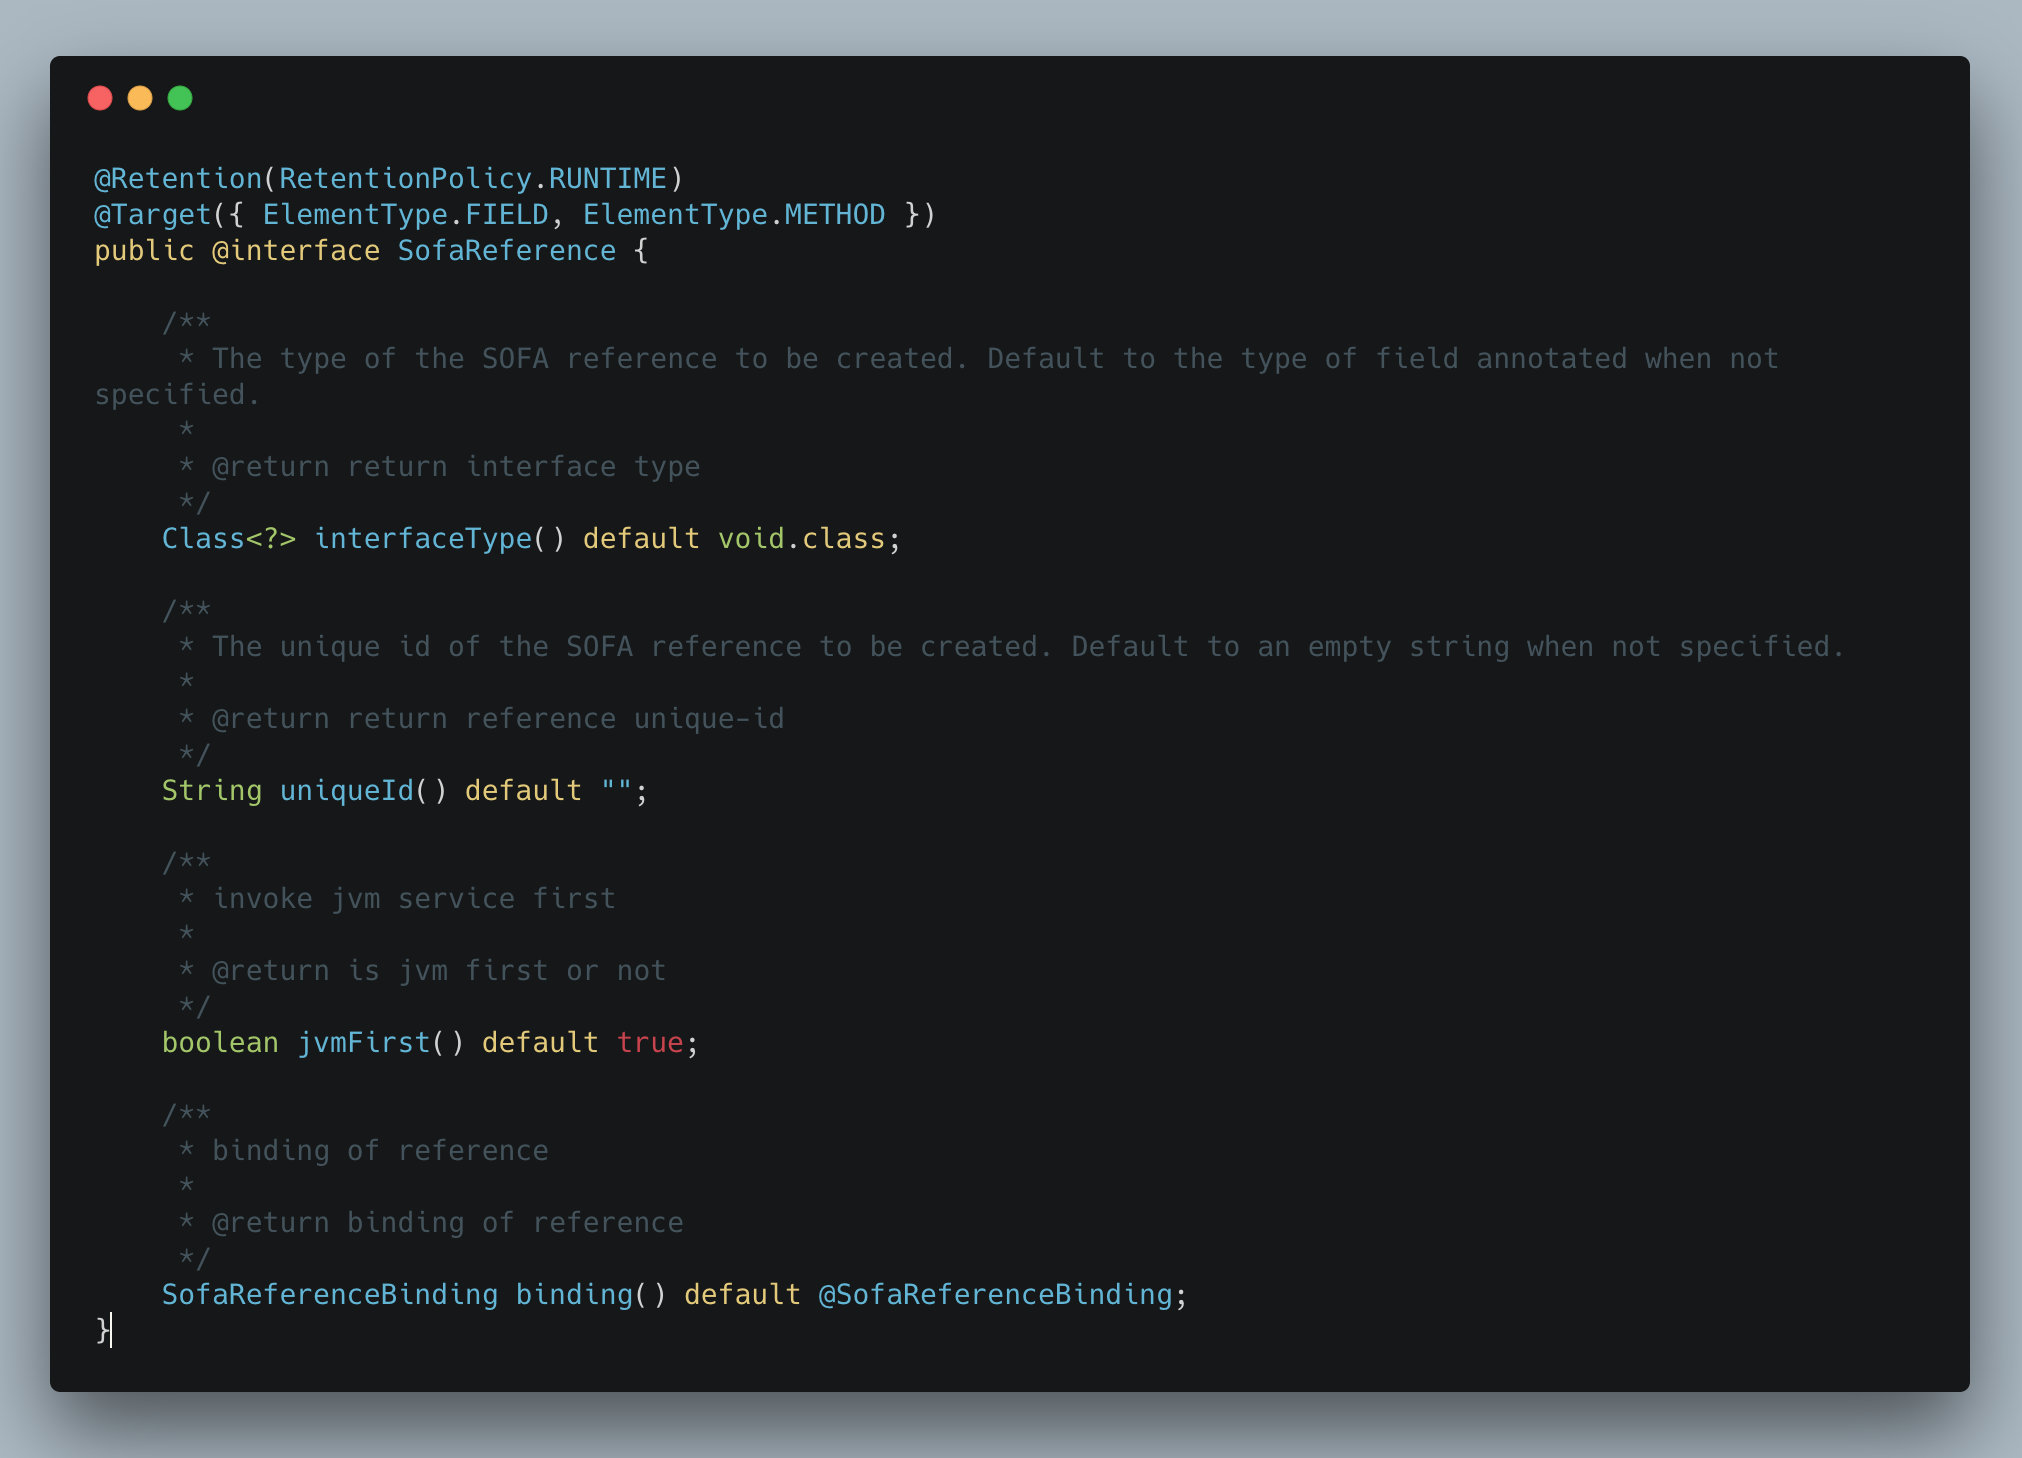 @Retention(RetentionPolicy.RUNTIME)
@Target({ ElementType.FIELD, ElementType.METHOD })
public @interface SofaReference {

    /**
     * The type of the SOFA reference to be created. Default to the type of field annotated when not
specified.
     *
     * @return return interface type
     */
    Class<?> interfaceType() default void.class;

    /**
     * The unique id of the SOFA reference to be created. Default to an empty string when not specified.
     *
     * @return return reference unique-id
     */
    String uniqueId() default "";

    /**
     * invoke jvm service first
     *
     * @return is jvm first or not
     */
    boolean jvmFirst() default true;

    /**
     * binding of reference
     *
     * @return binding of reference
     */
    SofaReferenceBinding binding() default @SofaReferenceBinding;
}